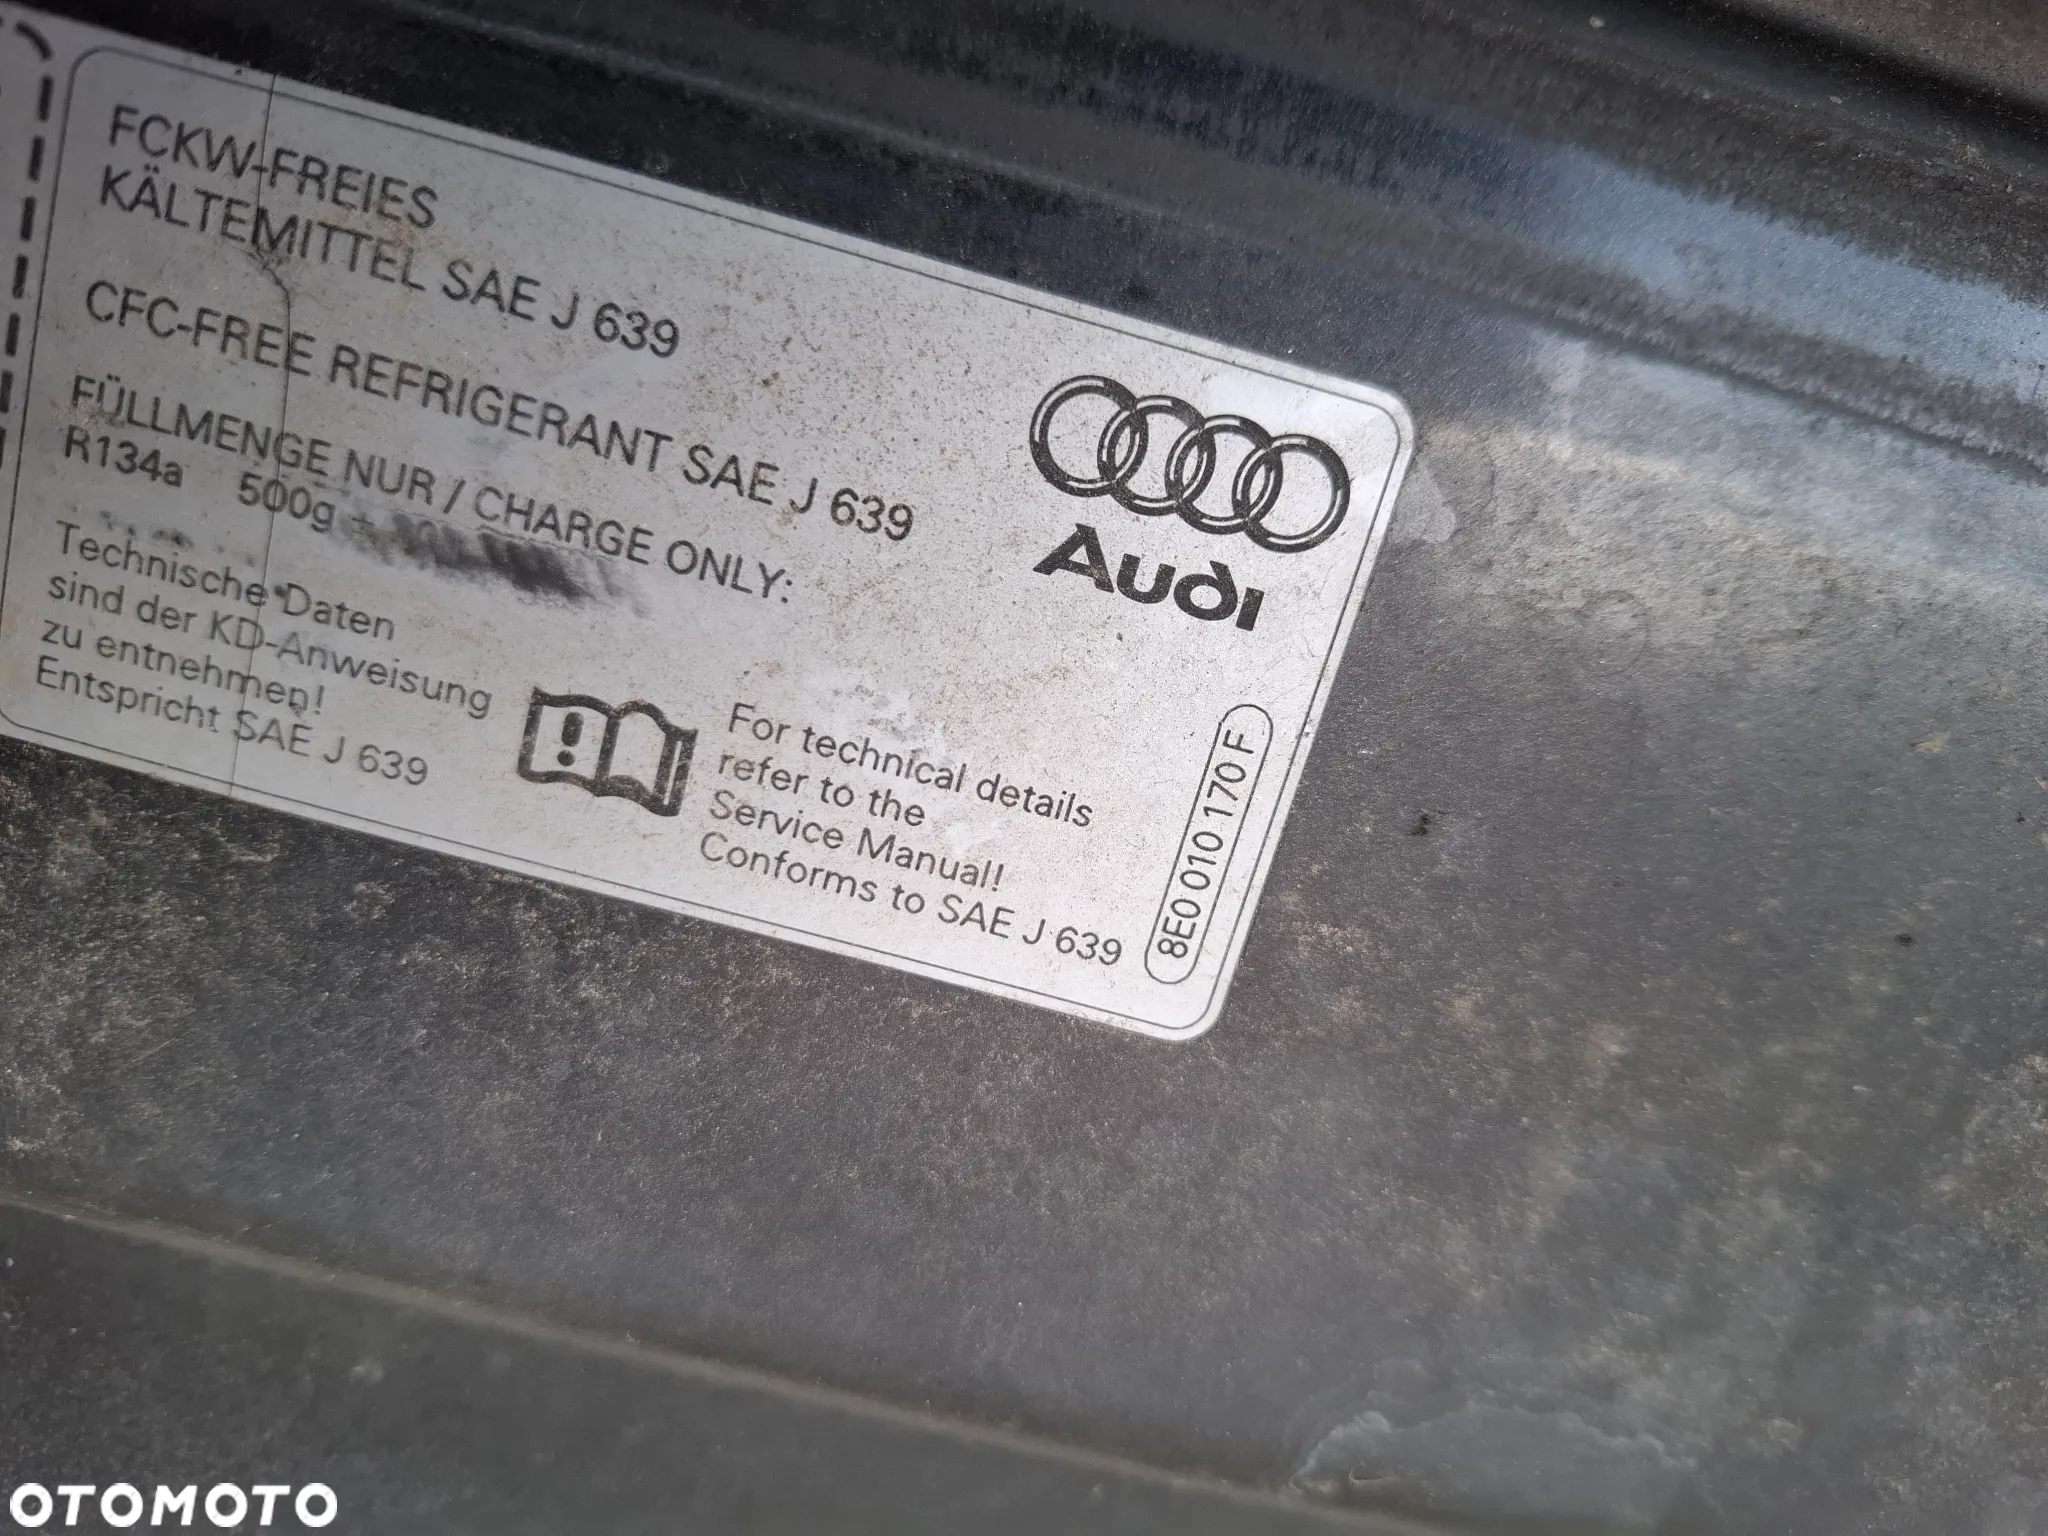 FCKW-FREIES
KÄLTEMITTEL SAE J 639
CFC-FREE REFRIGERANT SAE J 639
FÜLLMENGE NUR / CHARGE ONLY:
R134a 500g
Technische Daten
sind der KD-Anweisung
zu entnehmen!
Entspricht SAE J 639
For technical details
refer to the
Service Manual!
Conforms to SAE J 639
Audi
8E0 010 170 F
OTOMOTO